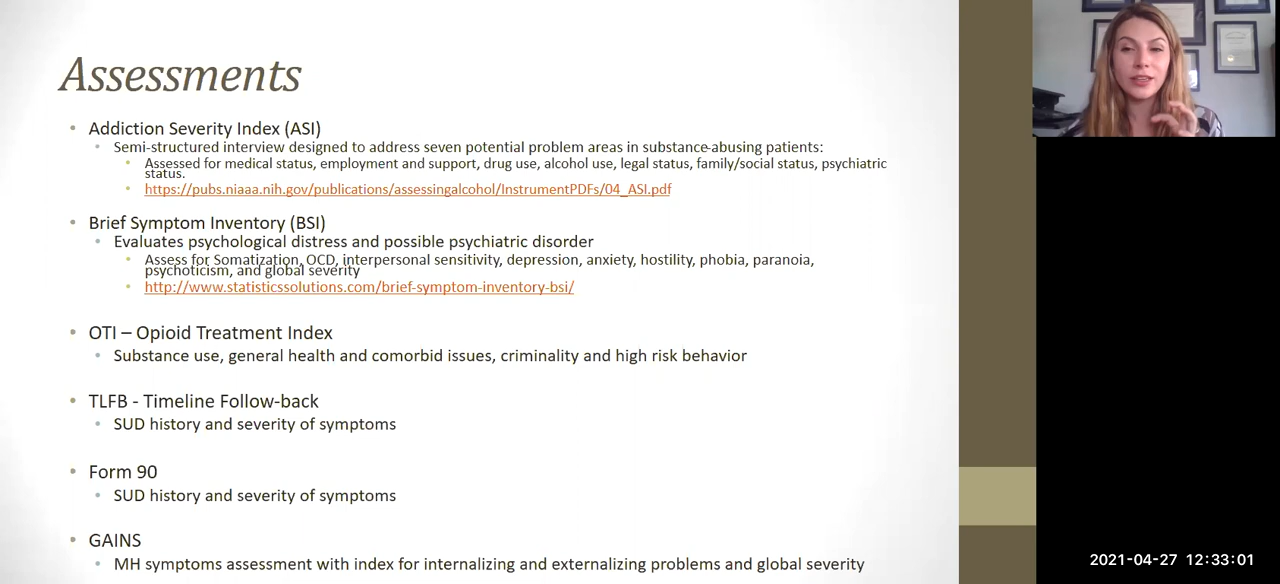 Assessments
• Addiction Severity Index (ASI)
• Semi-structured interview designed to address seven potential problem areas in substance-abusing patients:
• Assessed for medical status, employment and support, drug use, alcohol use, legal status, family/social status, psychiatric
status.
• https://pubs.niaaa.nih.gov/publications/assessingalcohol/InstrumentPDFs/04_ASI.pdf
• Brief Symptom Inventory (BSI)
• Evaluates psychological distress and possible psychiatric disorder
• Assess for Somatization, OCD, interpersonal sensitivity, depression, anxiety, hostility, phobia, paranoia,
psychoticism, and global severity
• http://www.statisticssolutions.com/brief-symptom-inventory-bsi/
• OTI – Opioid Treatment Index
• Substance use, general health and comorbid issues, criminality and high risk behavior
• TLFB - Timeline Follow-back
• SUD history and severity of symptoms
• Form 90
• SUD history and severity of symptoms
• GAINS
• MH symptoms assessment with index for internalizing and externalizing problems and global severity
2021-04-27 12:33:01